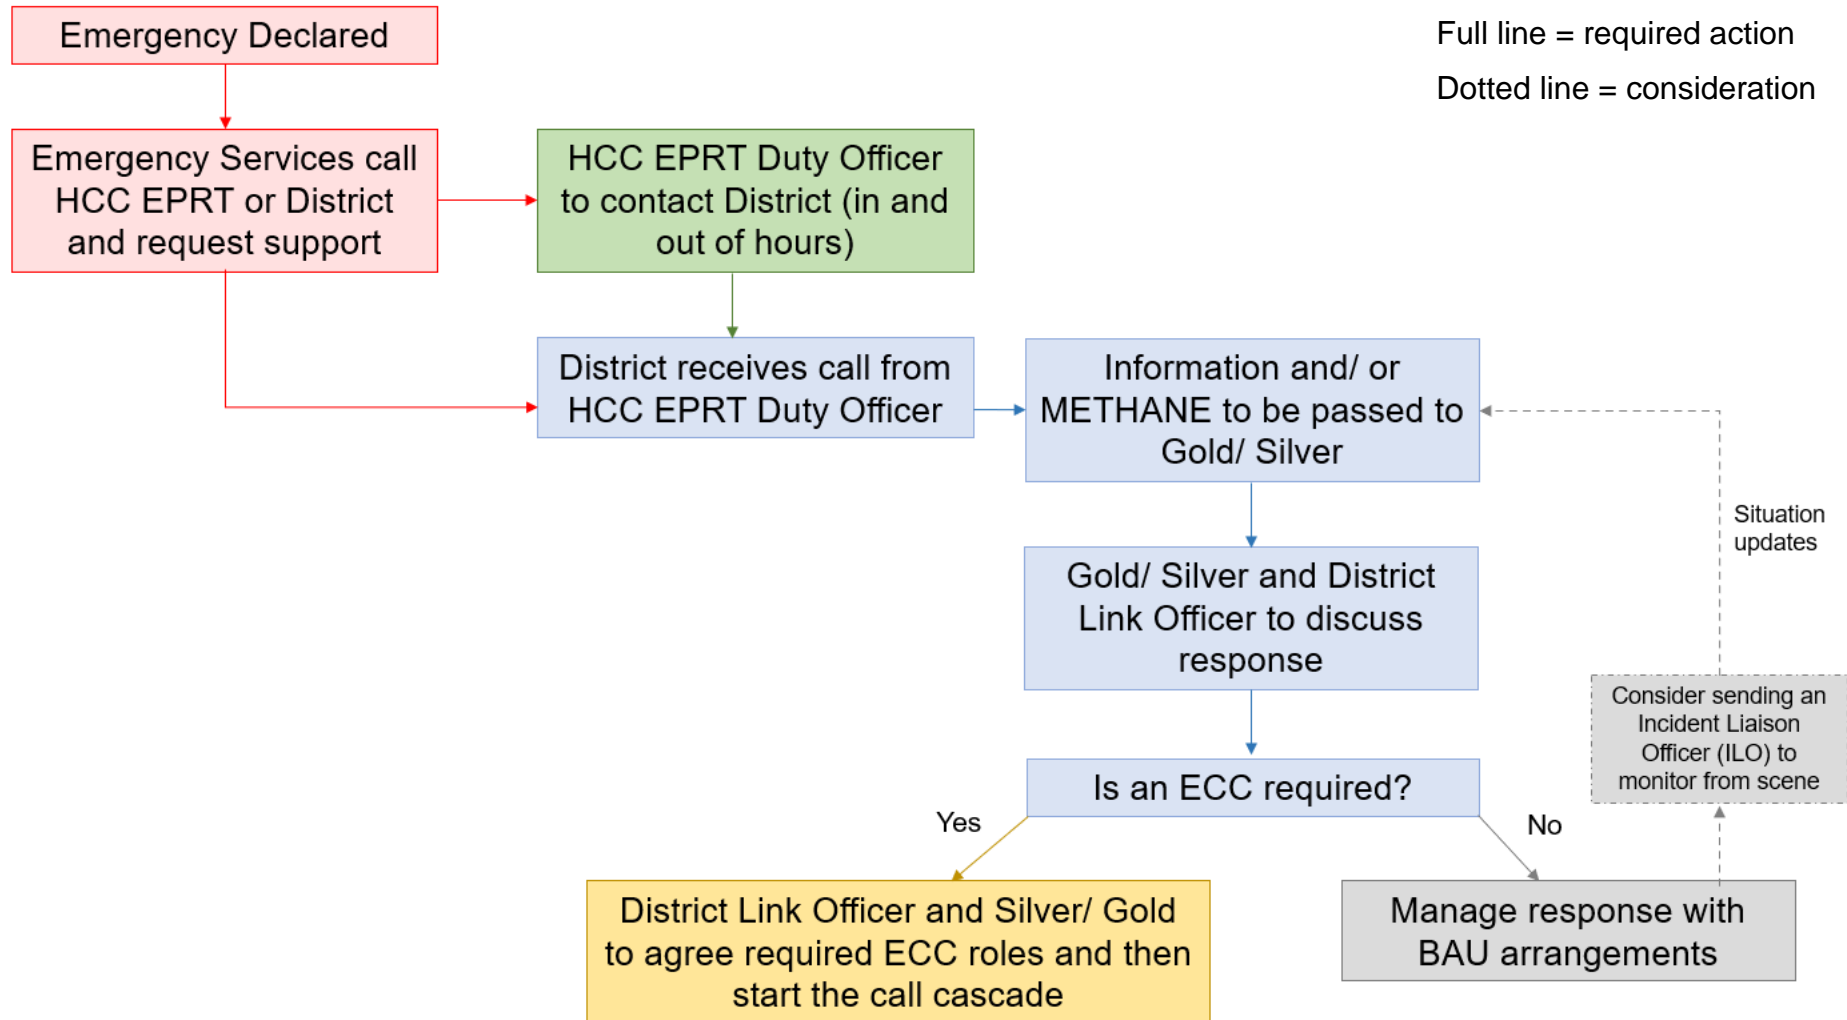 Emergency Declared
Full line = required action
Dotted line = consideration
Emergency Services call
HCC EPRT or District
and request support
HCC EPRT Duty Officer
to contact District (in and
out of hours)
District receives call from
HCC EPRT Duty Officer
Information and/ or
METHANE to be passed to
Gold/ Silver
Situation
updates
Gold/ Silver and District
Link Officer to discuss
response
Consider sending an
Incident Liaison
Officer (ILO) to
monitor from scene
Is an ECC required?
Yes
No
District Link Officer and Silver/ Gold
to agree required ECC roles and then
start the call cascade
Manage response with
BAU arrangements